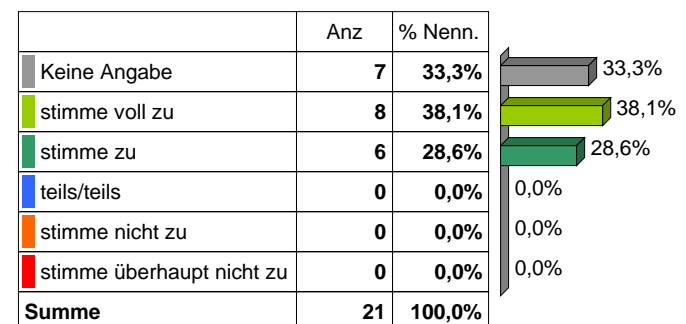 Anz % Nenn.
Keine Angabe 7 33,3% 33,3%
stimme voll zu 8 38,1% 38,1%
stimme zu 6 28,6% 28,6%
teils/teils 0 0,0% 0,0%
stimme nicht zu 0 0,0% 0,0%
stimme überhaupt nicht zu 0 0,0% 0,0%
Summe 21 100,0%